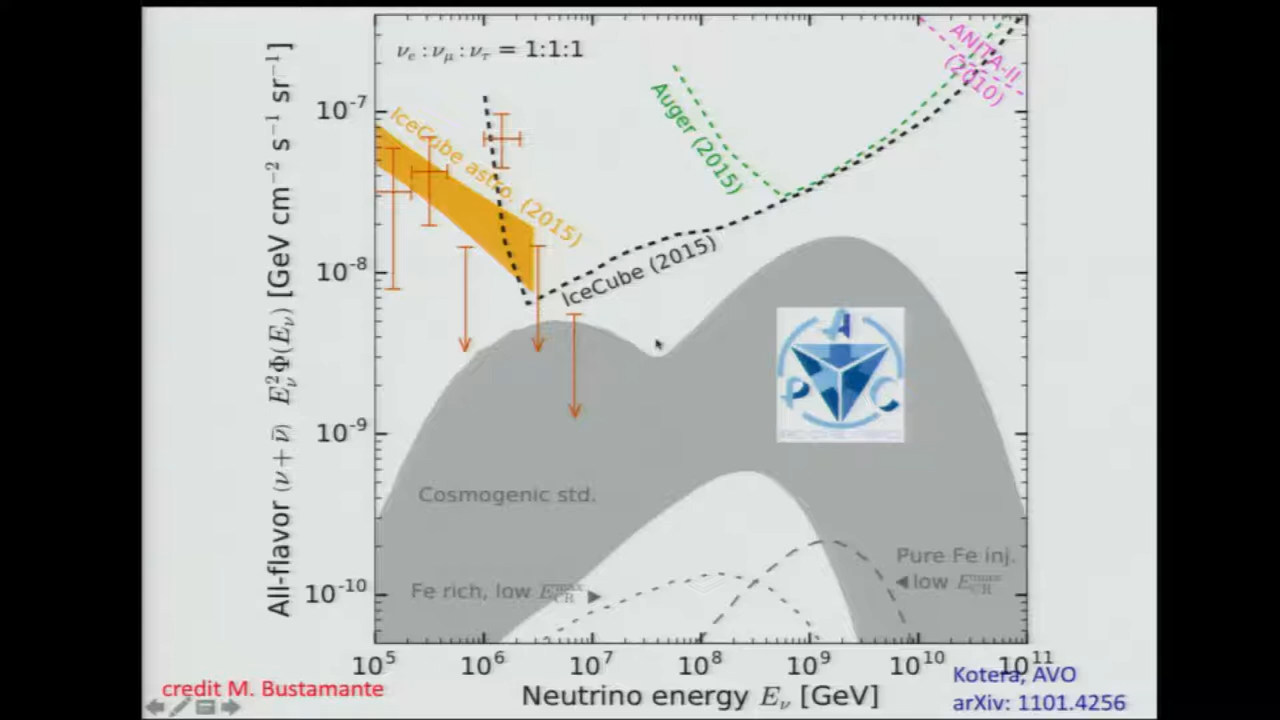 νe : νμ : ντ = 1:1:1
ANITA-II
(2010)
Auger (2015)
IceCube astro. (2015)
IceCube (2015)
All-flavor (ν + ν̄) E²νΦ(Eν) [GeV cm⁻² s⁻¹ sr⁻¹]
10⁻⁷
10⁻⁸
10⁻⁹
10⁻¹⁰
A
P C
Cosmogenic std.
Fe rich, low E^max_CR
Pure Fe inj.
low E^max_CR
10⁵ 10⁶ 10⁷ 10⁸ 10⁹ 10¹⁰ 10¹¹
Neutrino energy Eν [GeV]
credit M. Bustamante
Kotera, AVO
arXiv: 1101.4256